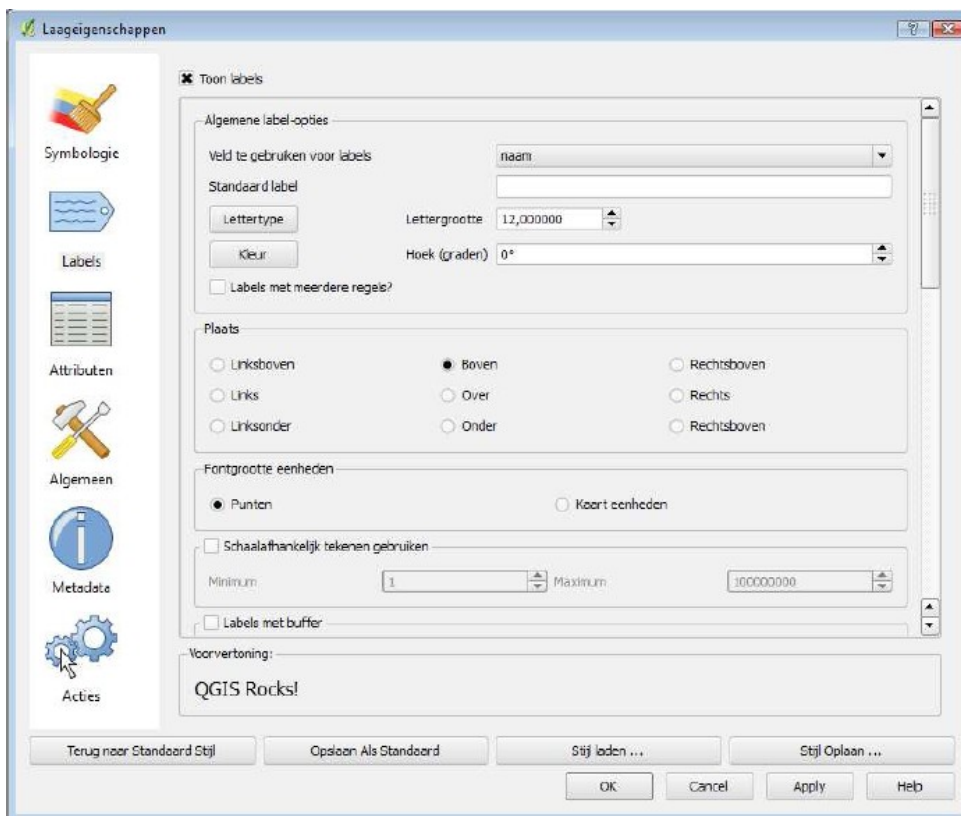 Laageigenschappen
Symbologie
Labels
Attributen
Algemeen
Metadata
Acties
Toon labels
Algemene label-opties
Veld te gebruiken voor labels naam
Standaard label
Lettertype Lettergrootte 12,000000
Kleur Hoek (graden) 0°
Labels met meerdere regels?
Plaats
Linksboven Boven Rechtsboven
Links Over Rechts
Linksonder Onder Rechtsboven
Fontgrootte eenheden
Punten Kaart eenheden
Schaalafhankelijk tekenen gebruiken
Minimum 1 Maximum 100000000
Labels met buffer
Voorvertoning:
QGIS Rocks!
Terug naar Standaard Stijl Opslaan Als Standaard Stijl laden ... Stijl Oplaan ...
OK Cancel Apply Help